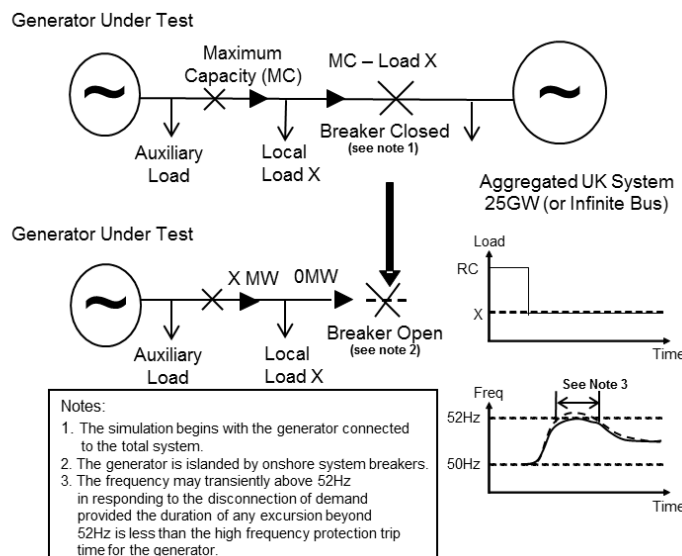 Generator Under Test
Maximum
Capacity (MC)
MC – Load X
~
~
Auxiliary
Load
Local
Load X
Breaker Closed
(see note 1)
Aggregated UK System
25GW (or Infinite Bus)
Generator Under Test
~
X MW
0MW
Auxiliary
Load
Local
Load X
Breaker Open
(see note 2)
Load
RC
X
Time
Freq
See Note 3
52Hz
50Hz
Time
Notes:
1. The simulation begins with the generator connected
to the total system.
2. The generator is islanded by onshore system breakers.
3. The frequency may transiently above 52Hz
in responding to the disconnection of demand
provided the duration of any excursion beyond
52Hz is less than the high frequency protection trip
time for the generator.